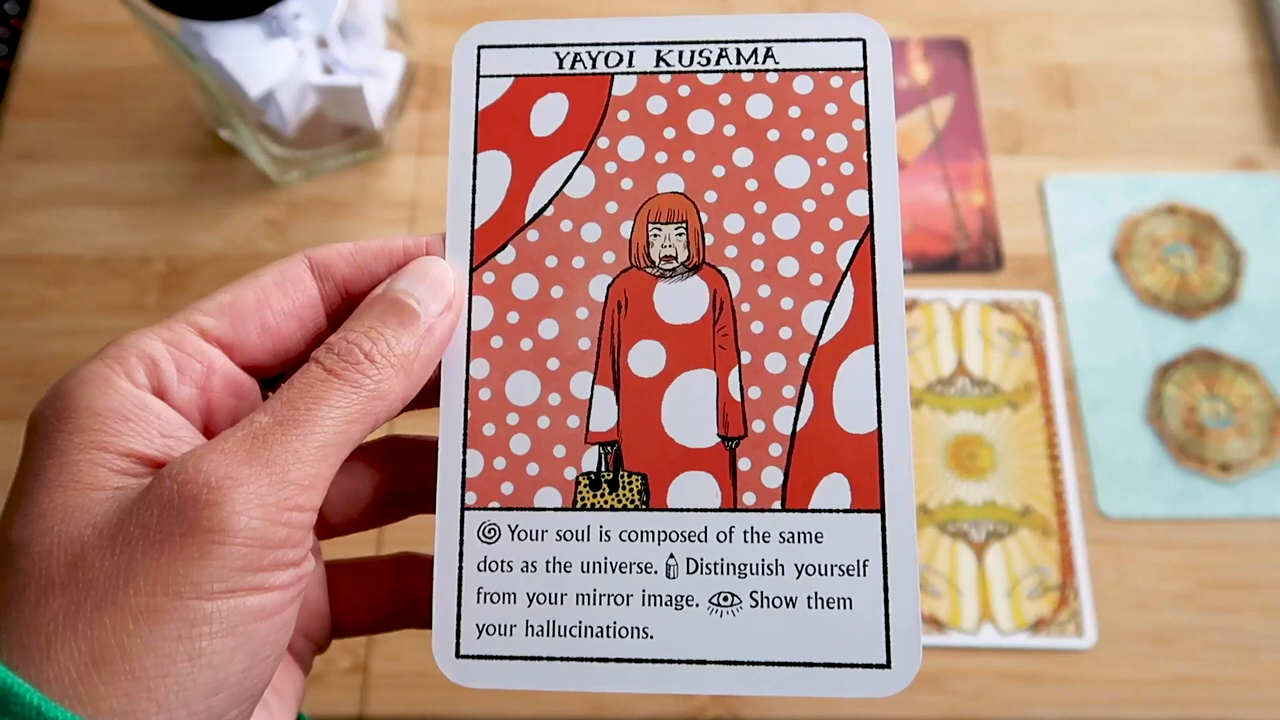 YAYOI KUSAMA
Your soul is composed of the same
dots as the universe. Distinguish yourself
from your mirror image. Show them
your hallucinations.